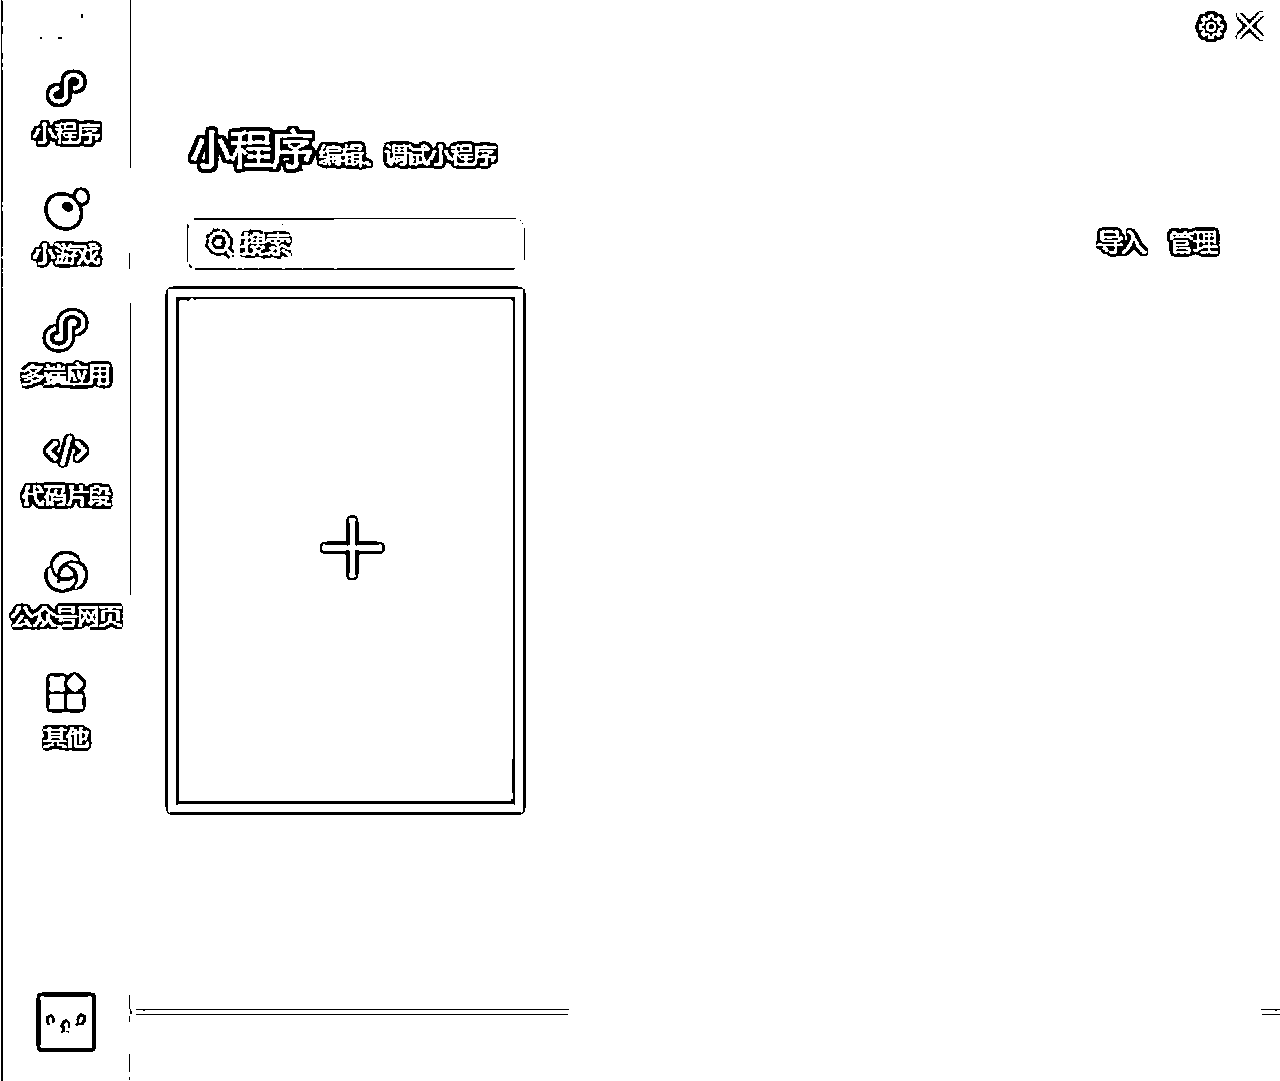 小程序
小游戏
多端应用
代码片段
公众号网页
其他
小程序 编辑、调试小程序
搜索
导入 管理